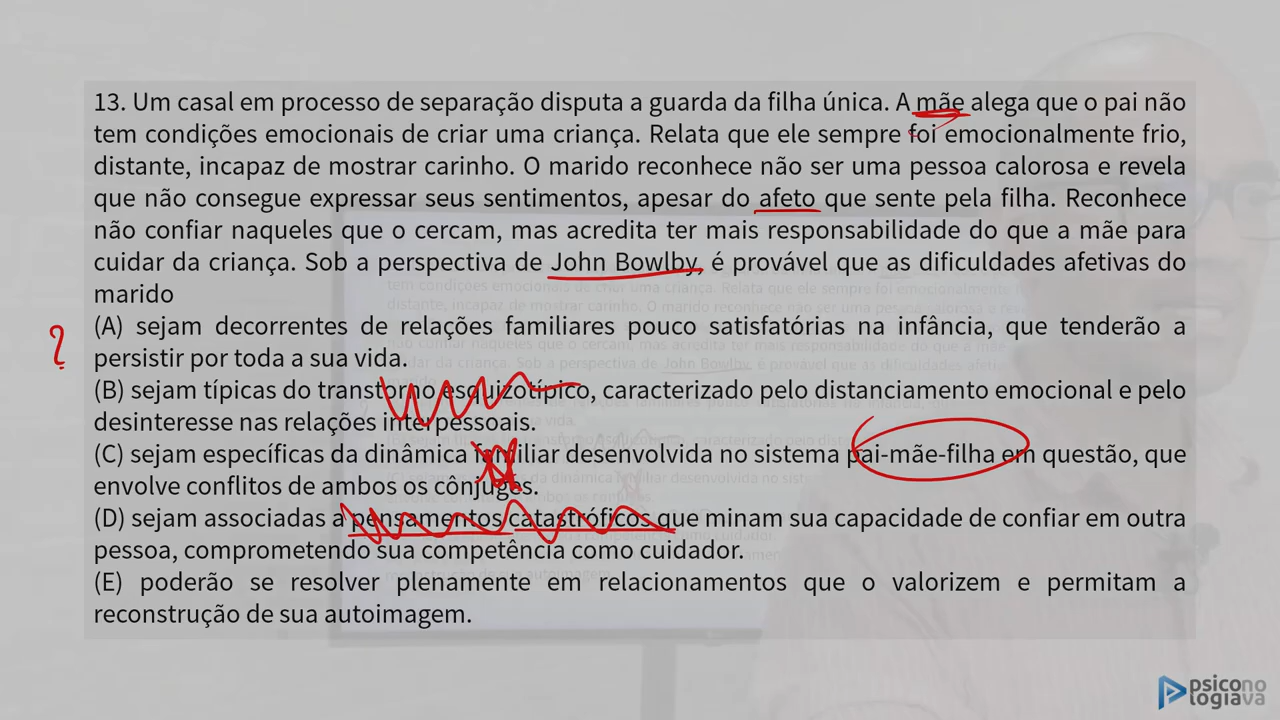 13. Um casal em processo de separação disputa a guarda da filha única. A mãe alega que o pai não
tem condições emocionais de criar uma criança. Relata que ele sempre foi emocionalmente frio,
distante, incapaz de mostrar carinho. O marido reconhece não ser uma pessoa calorosa e revela
que não consegue expressar seus sentimentos, apesar do afeto que sente pela filha. Reconhece
não confiar naqueles que o cercam, mas acredita ter mais responsabilidade do que a mãe para
cuidar da criança. Sob a perspectiva de John Bowlby, é provável que as dificuldades afetivas do
marido
(A) sejam decorrentes de relações familiares pouco satisfatórias na infância, que tenderão a
?
persistir por toda a sua vida.
(B) sejam típicas do transtorno esquizotípico, caracterizado pelo distanciamento emocional e pelo
desinteresse nas relações interpessoais.
(C) sejam específicas da dinâmica familiar desenvolvida no sistema pai-mãe-filha em questão, que
envolve conflitos de ambos os cônjuges.
(D) sejam associadas a pensamentos catastróficos que minam sua capacidade de confiar em outra
pessoa, comprometendo sua competência como cuidador.
(E) poderão se resolver plenamente em relacionamentos que o valorizem e permitam a
reconstrução de sua autoimagem.
psicono
logiava